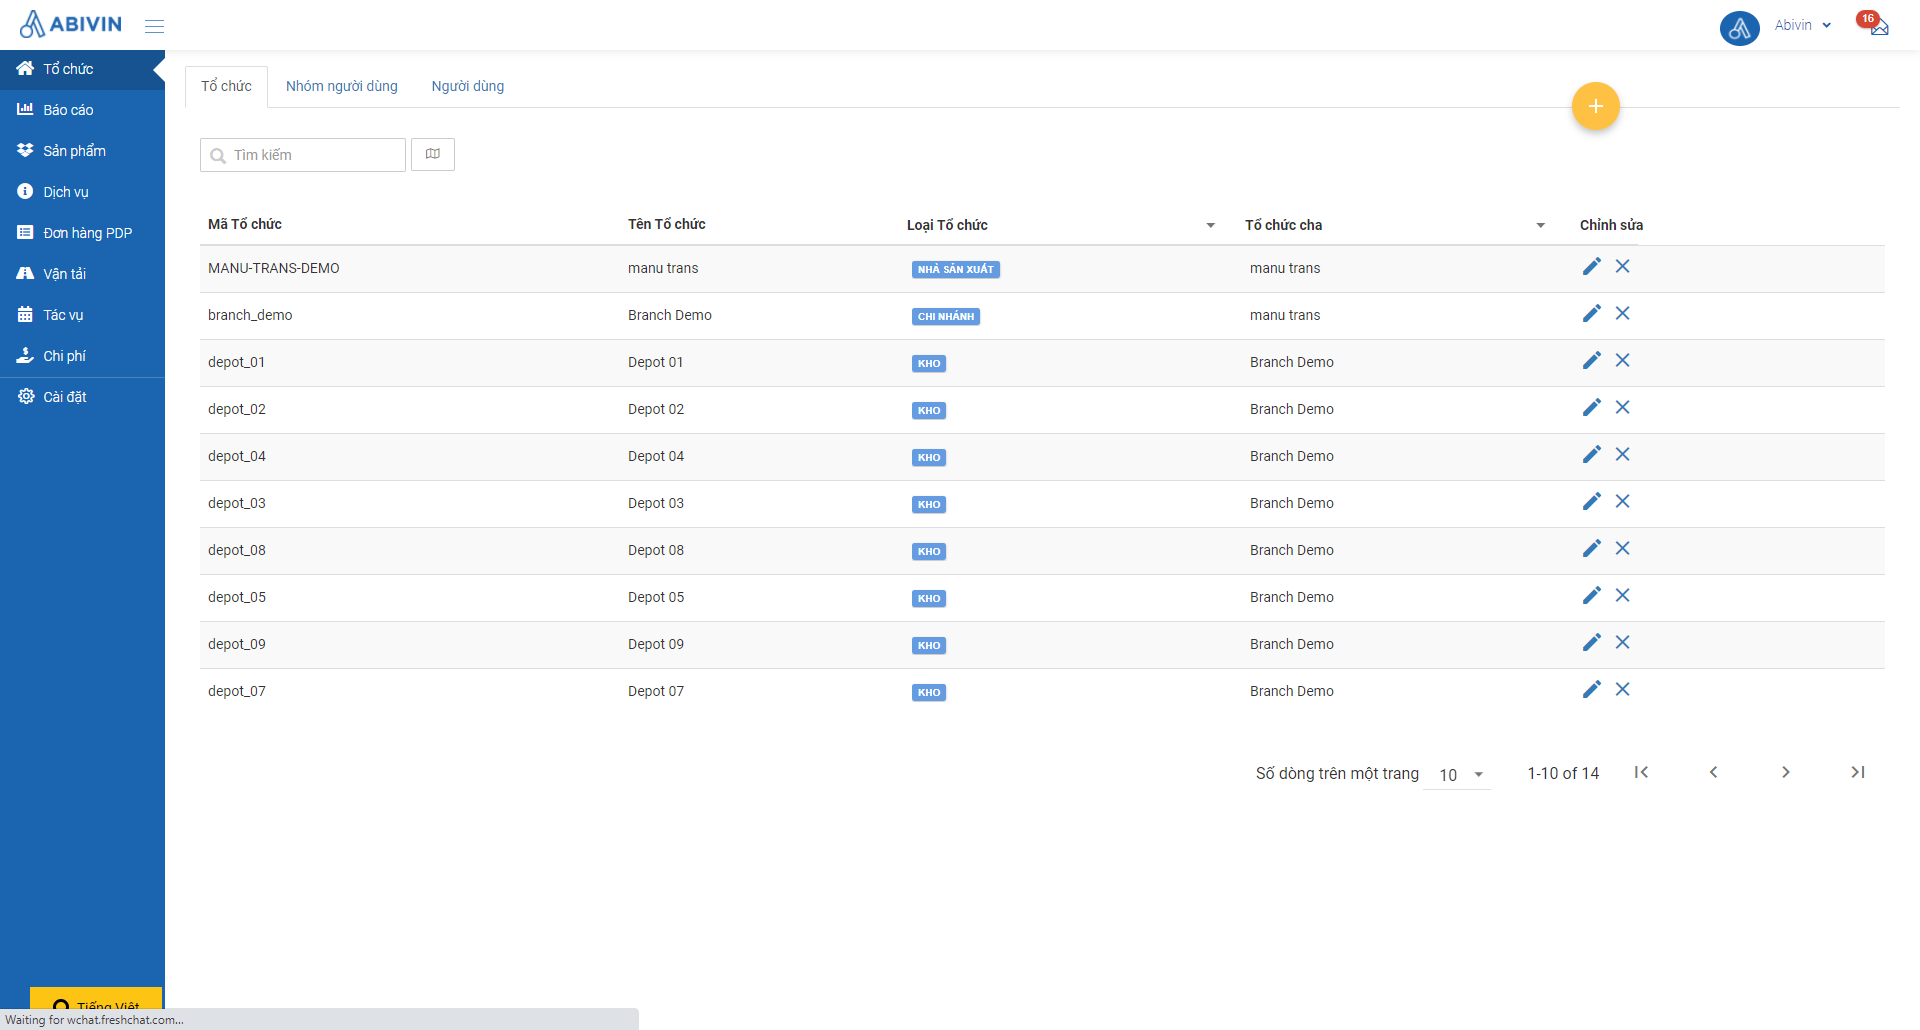 ABIVIN
Abivin
16
Tổ chức
Báo cáo
Sản phẩm
Dịch vụ
Đơn hàng PDP
Vận tải
Tác vụ
Chi phí
Cài đặt
Tổ chức Nhóm người dùng Người dùng
+
Tìm kiếm
Mã Tổ chức Tên Tổ chức Loại Tổ chức Tổ chức cha Chỉnh sửa
MANU-TRANS-DEMO manu trans NHÀ SẢN XUẤT manu trans
branch_demo Branch Demo CHI NHÁNH manu trans
depot_01 Depot 01 KHO Branch Demo
depot_02 Depot 02 KHO Branch Demo
depot_04 Depot 04 KHO Branch Demo
depot_03 Depot 03 KHO Branch Demo
depot_08 Depot 08 KHO Branch Demo
depot_05 Depot 05 KHO Branch Demo
depot_09 Depot 09 KHO Branch Demo
depot_07 Depot 07 KHO Branch Demo
Số dòng trên một trang 10 1-10 of 14
Tiếng Việt
Waiting for wchat.freshchat.com...